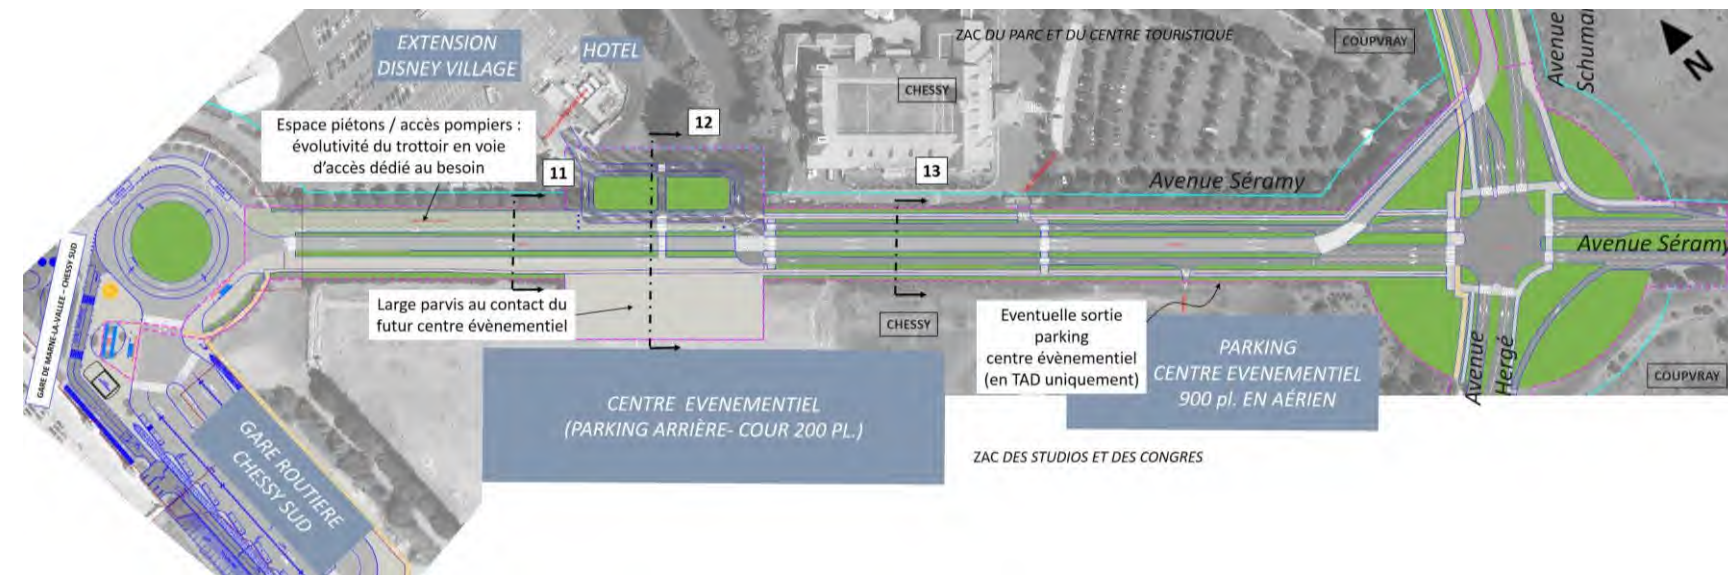 EXTENSION
DISNEY VILLAGE
HOTEL
ZAC DU PARC ET DU CENTRE TOURISTIQUE
COUPVRAY
Avenue
Schuman
N
CHESSY
Espace piétons / accès pompiers :
évolutivité du trottoir en voie
d'accès dédié au besoin
11
12
13
Avenue Séramy
Avenue Séramy
GARE DE MARNE-LA-VALLEE – CHESSY SUD
Large parvis au contact du
futur centre évènementiel
CHESSY
Eventuelle sortie
parking
centre évènementiel
(en TAD uniquement)
PARKING
CENTRE EVENEMENTIEL
900 pl. EN AÉRIEN
Avenue
Hergé
COUPVRAY
CENTRE EVENEMENTIEL
(PARKING ARRIÈRE- COUR 200 PL.)
GARE ROUTIERE
CHESSY SUD
ZAC DES STUDIOS ET DES CONGRES